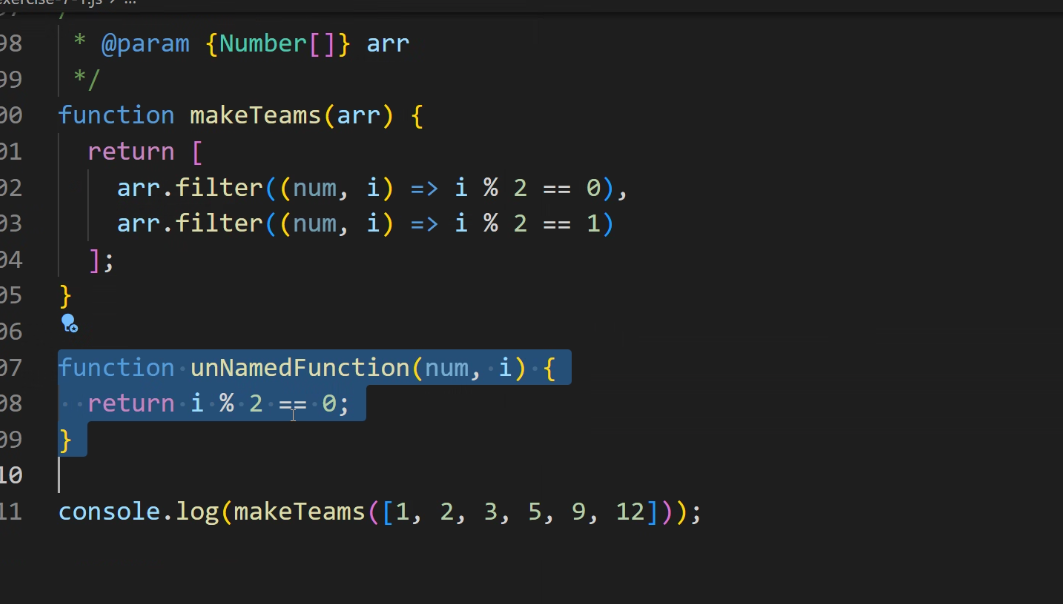 exercise-7-1.js > ...
98 * @param {Number[]} arr
99 */
00 function makeTeams(arr) {
01 return [
02 arr.filter((num, i) => i % 2 == 0),
03 arr.filter((num, i) => i % 2 == 1)
04 ];
05 }
06
07 function unNamedFunction(num, i) {
08 return i % 2 == 0;
09 }
10
11 console.log(makeTeams([1, 2, 3, 5, 9, 12]));